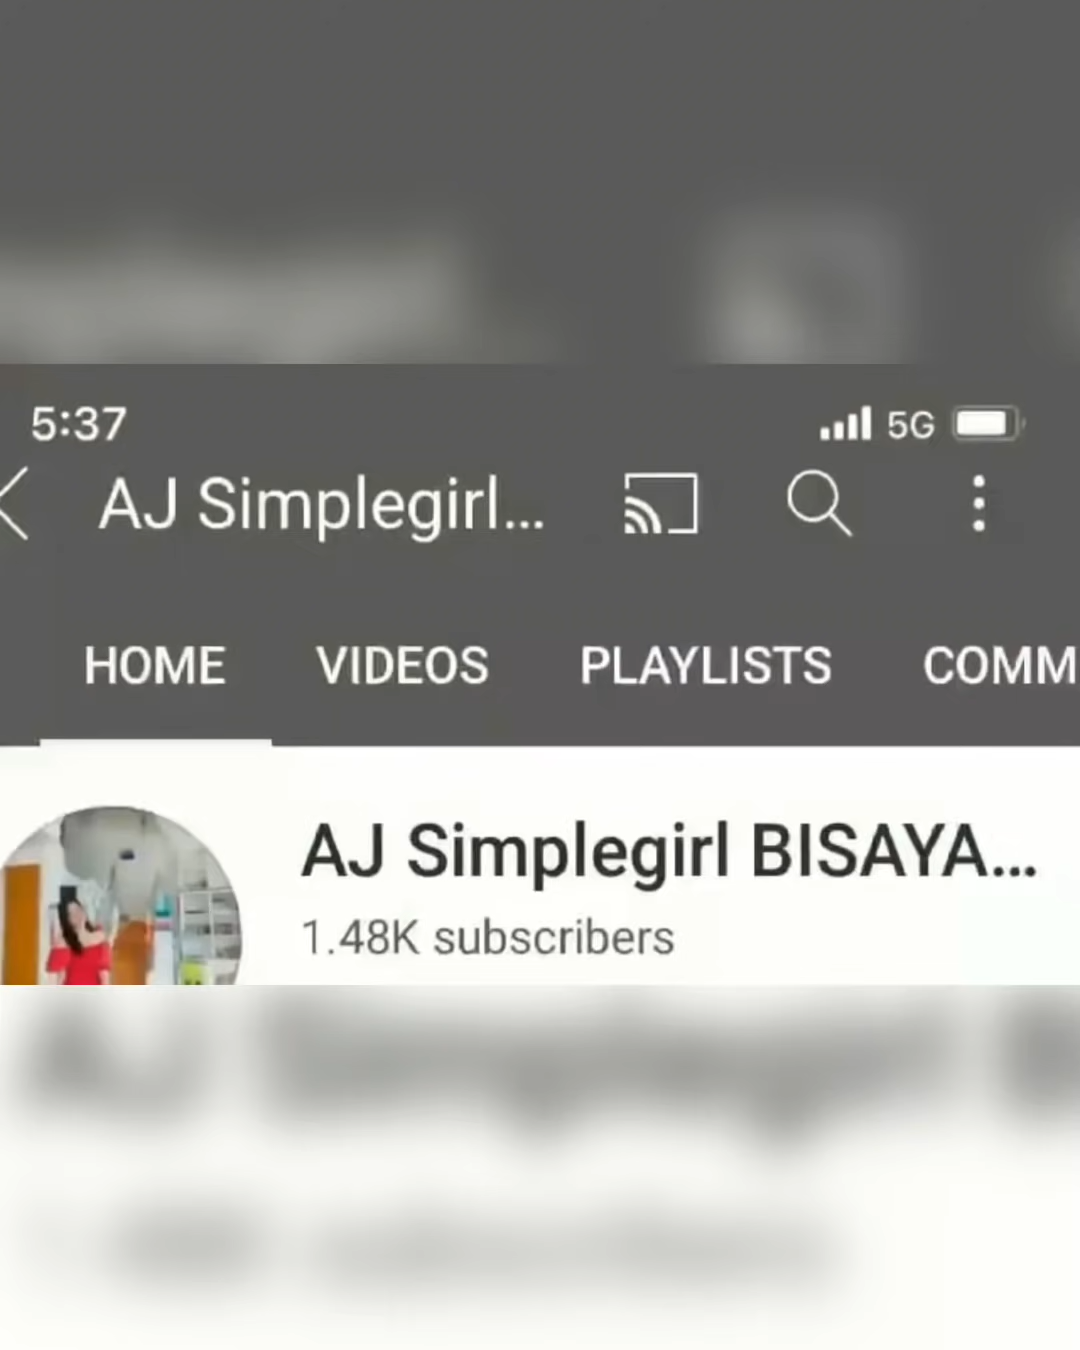 5:37 5G
AJ Simplegirl...
HOME VIDEOS PLAYLISTS COMM
AJ Simplegirl BISAYA...
1.48K subscribers